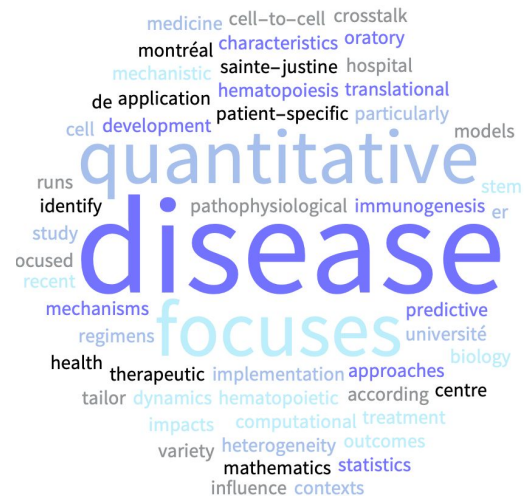 medicine cell-to-cell crosstalk
montréal characteristics oratory
mechanistic sainte-justine hospital
de application hematopoiesis translational
cell development patient-specific particularly
quantitative models
runs stem
identify pathophysiological immunogenesis er
study disease
ocused
recent
mechanisms focuses predictive
regimens université
health biology
therapeutic implementation approaches
tailor dynamics hematopoietic according centre
impacts computational treatment
variety heterogeneity outcomes
mathematics statistics
influence contexts